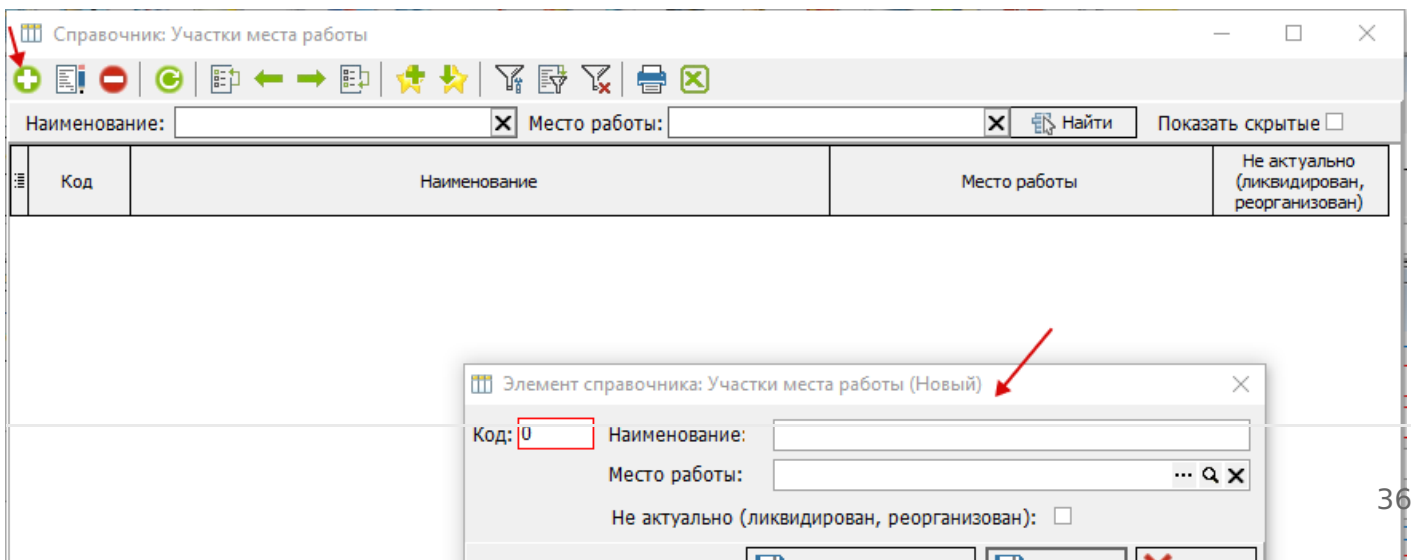 Справочник: Участки места работы
Наименование: Место работы: Найти Показать скрытые
Код Наименование Место работы Не актуально (ликвидирован, реорганизован)
Элемент справочника: Участки места работы (Новый)
Код: 0 Наименование:
Место работы:
36
Не актуально (ликвидирован, реорганизован):